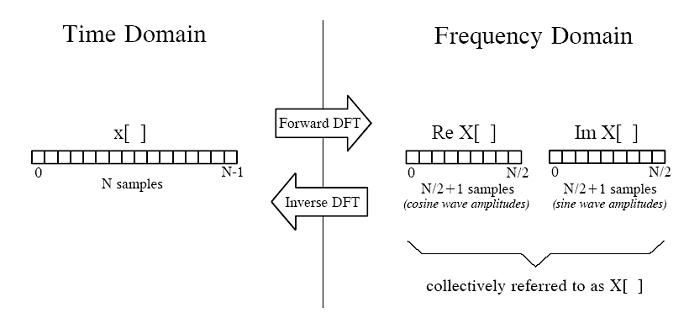 Time Domain
Frequency Domain
x[ ]
0
N-1
N samples
Forward DFT
Inverse DFT
Re X[ ]
0
N/2
N/2+1 samples
(cosine wave amplitudes)
Im X[ ]
0
N/2
N/2+1 samples
(sine wave amplitudes)
collectively referred to as X[ ]